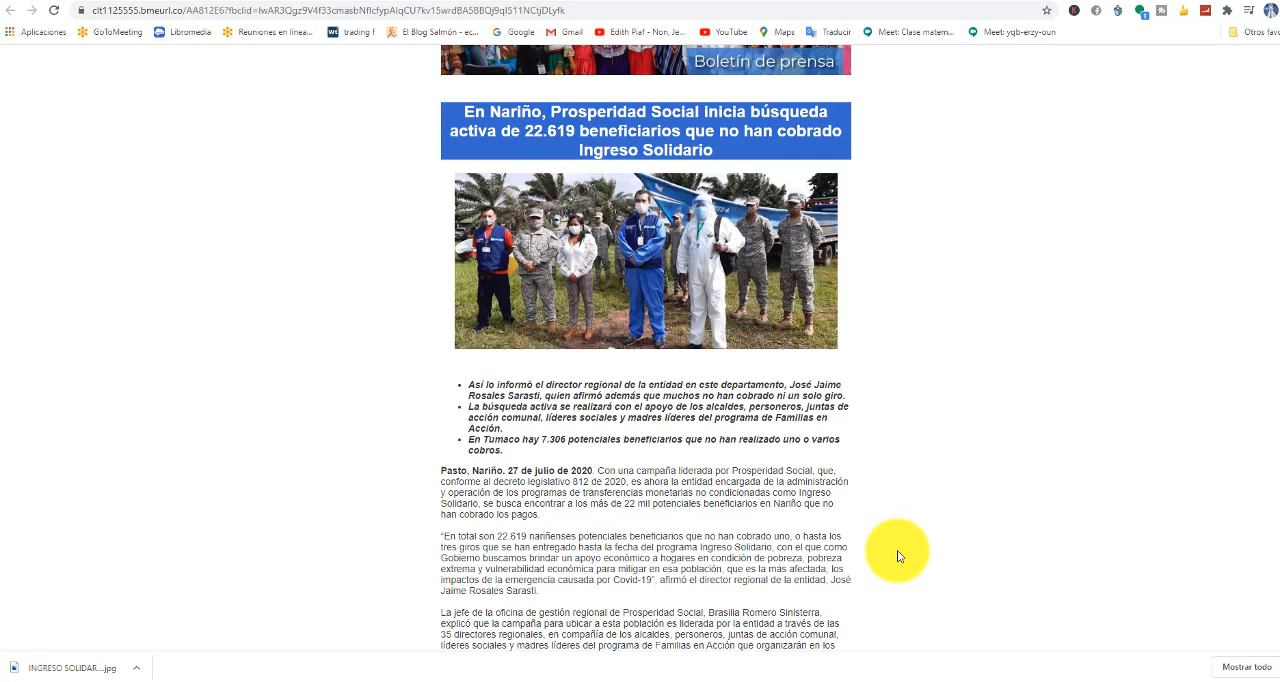 clt1125555.bmeurl.co/AA812E6?fbclid=IwAR3Qgz9V4f33cmasbNflcfypAIqCU7kv15wrdBA5BBQj9qI511NCtjDLyfk
Aplicaciones GoToMeeting Libromedia Reuniones en línea... trading f El Blog Salmón - ec... Google Gmail Edith Piaf - Non, Je... YouTube Maps Traducir Meet: Clase matem... Meet: yqb-erzy-oun Otros favo
Boletín de prensa
En Nariño, Prosperidad Social inicia búsqueda
activa de 22.619 beneficiarios que no han cobrado
Ingreso Solidario
• Así lo informó el director regional de la entidad en este departamento, José Jaime
Rosales Sarasti, quien afirmó además que muchos no han cobrado ni un solo giro.
• La búsqueda activa se realizará con el apoyo de los alcaldes, personeros, juntas de
acción comunal, líderes sociales y madres líderes del programa de Familias en
Acción.
• En Tumaco hay 7.306 potenciales beneficiarios que no han realizado uno o varios
cobros.
Pasto, Nariño. 27 de julio de 2020. Con una campaña liderada por Prosperidad Social, que,
conforme al decreto legislativo 812 de 2020, es ahora la entidad encargada de la administración
y operación de los programas de transferencias monetarias no condicionadas como Ingreso
Solidario, se busca encontrar a los más de 22 mil potenciales beneficiarios en Nariño que no
han cobrado los pagos.
“En total son 22.619 nariñenses potenciales beneficiarios que no han cobrado uno, o hasta los
tres giros que se han entregado hasta la fecha del programa Ingreso Solidario, con el que como
Gobierno buscamos brindar un apoyo económico a hogares en condición de pobreza, pobreza
extrema y vulnerabilidad económica para mitigar en esa población, que es la más afectada, los
impactos de la emergencia causada por Covid-19”, afirmó el director regional de la entidad, José
Jaime Rosales Sarasti.
La jefe de la oficina de gestión regional de Prosperidad Social, Brasilia Romero Sinisterra,
explicó que la campaña para ubicar a esta población es liderada por la entidad a través de las
35 directores regionales, en compañía de los alcaldes, personeros, juntas de acción comunal,
líderes sociales y madres líderes del programa de Familias en Acción que organizarán en los
INGRESO SOLIDAR....jpg
Mostrar todo